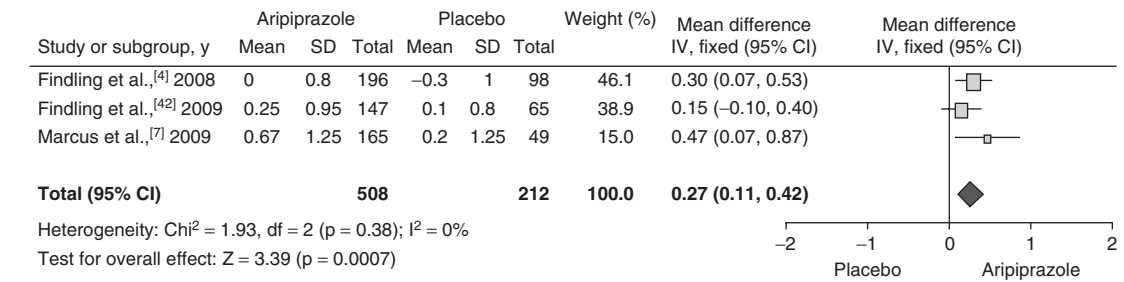 Aripiprazole Placebo Weight (%) Mean difference Mean difference
Study or subgroup, y Mean SD Total Mean SD Total IV, fixed (95% CI) IV, fixed (95% CI)
Findling et al.,[4] 2008 0 0.8 196 −0.3 1 98 46.1 0.30 (0.07, 0.53)
Findling et al.,[42] 2009 0.25 0.95 147 0.1 0.8 65 38.9 0.15 (−0.10, 0.40)
Marcus et al.,[7] 2009 0.67 1.25 165 0.2 1.25 49 15.0 0.47 (0.07, 0.87)
Total (95% CI) 508 212 100.0 0.27 (0.11, 0.42)
Heterogeneity: Chi2 = 1.93, df = 2 (p = 0.38); I2 = 0%
Test for overall effect: Z = 3.39 (p = 0.0007)
−2 −1 0 1 2
Placebo Aripiprazole